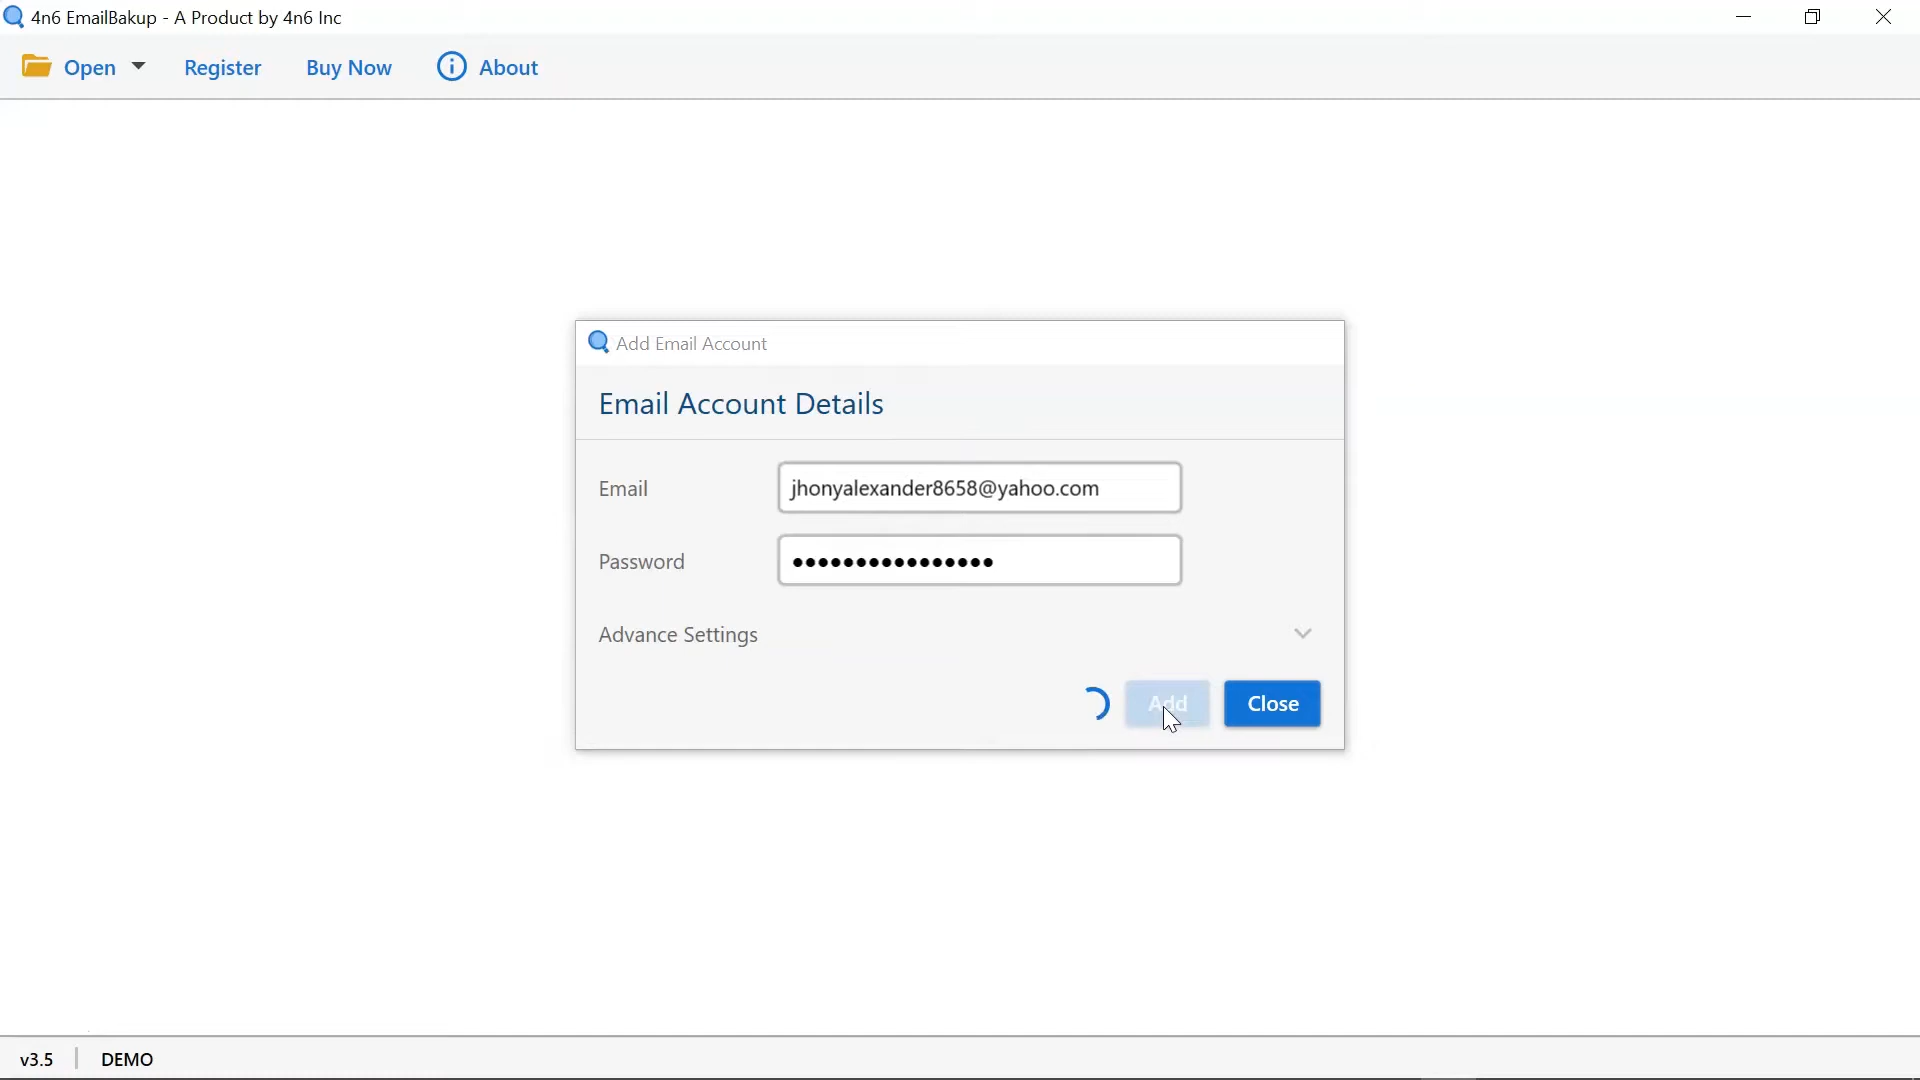 4n6 EmailBakup - A Product by 4n6 Inc
Open Register Buy Now About
Add Email Account
Email Account Details
Email jhonyalexander8658@yahoo.com
Password ••••••••••••••••
Advance Settings
Add Close
v3.5 DEMO